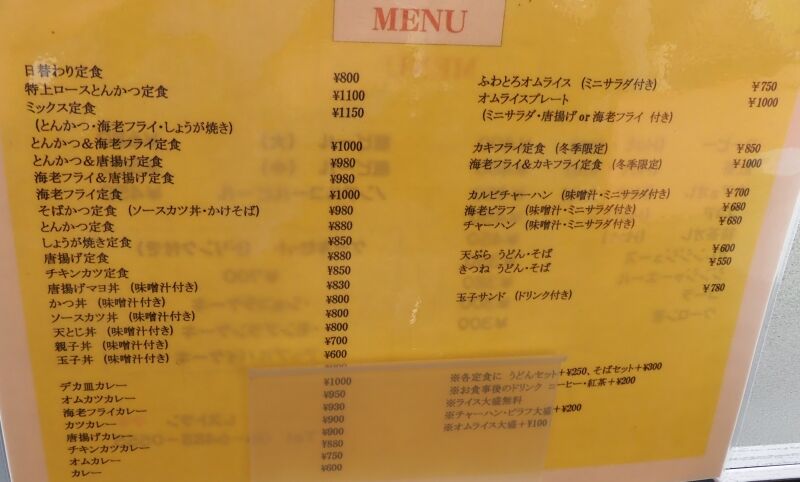 MENU
日替わり定食 ¥800
特上ロースとんかつ定食 ¥1100
ミックス定食 ¥1150
(とんかつ・海老フライ・しょうが焼き)
とんかつ&海老フライ定食 ¥1000
とんかつ&唐揚げ定食 ¥980
海老フライ&唐揚げ定食 ¥980
海老フライ定食 ¥1000
そばかつ定食 (ソースカツ丼・かけそば) ¥980
とんかつ定食 ¥880
しょうが焼き定食 ¥850
唐揚げ定食 ¥880
チキンカツ定食 ¥850
唐揚げマヨ丼 (味噌汁付き) ¥830
かつ丼 (味噌汁付き) ¥800
ソースカツ丼 (味噌汁付き) ¥800
天とじ丼 (味噌汁付き) ¥800
親子丼 (味噌汁付き) ¥700
玉子丼 (味噌汁付き) ¥600
デカ皿カレー ¥1000
オムカツカレー ¥950
海老フライカレー ¥930
カツカレー ¥900
唐揚げカレー ¥900
チキンカツカレー ¥880
オムカレー ¥750
カレー ¥600
ふわとろオムライス (ミニサラダ付き) ¥750
オムライスプレート ¥1000
(ミニサラダ・唐揚げ or 海老フライ 付き)
カキフライ定食 (冬季限定) ¥850
海老フライ&カキフライ定食 (冬季限定) ¥1000
カルビチャーハン (味噌汁・ミニサラダ付き) ¥700
海老ピラフ (味噌汁・ミニサラダ付き) ¥680
チャーハン (味噌汁・ミニサラダ付き) ¥680
天ぷら うどん・そば ¥600
きつね うどん・そば ¥550
玉子サンド (ドリンク付き) ¥780
※各定食に うどんセット+¥250、そばセット+¥300
※お食事後のドリンク コーヒー・紅茶+¥200
※ライス大盛無料
※チャーハン・ピラフ大盛+¥200
※オムライス大盛+¥100